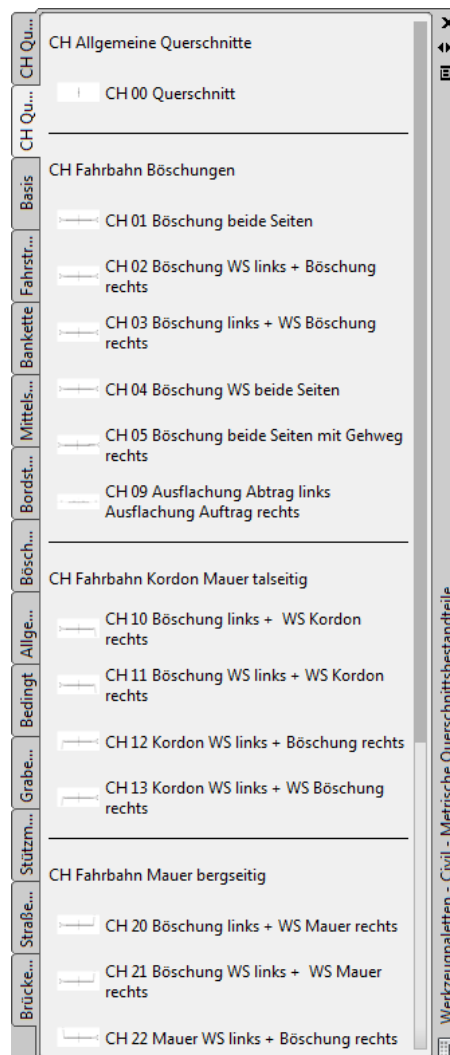 CH Qu...
CH Qu...
Basis
Fahrstr...
Bankette
Mittels...
Bordst...
Bösch...
Allge...
Bedingt
Grabe...
Stützm...
Straße...
Brücke...
CH Allgemeine Querschnitte
CH 00 Querschnitt
CH Fahrbahn Böschungen
CH 01 Böschung beide Seiten
CH 02 Böschung WS links + Böschung
rechts
CH 03 Böschung links + WS Böschung
rechts
CH 04 Böschung WS beide Seiten
CH 05 Böschung beide Seiten mit Gehweg
rechts
CH 09 Ausflachung Abtrag links
Ausflachung Auftrag rechts
CH Fahrbahn Kordon Mauer talseitig
CH 10 Böschung links +  WS Kordon
rechts
CH 11 Böschung WS links + WS Kordon
rechts
CH 12 Kordon WS links + Böschung rechts
CH 13 Kordon WS links + WS Böschung
rechts
CH Fahrbahn Mauer bergseitig
CH 20 Böschung links + WS Mauer rechts
CH 21 Böschung WS links +  WS Mauer
rechts
CH 22 Mauer WS links + Böschung rechts
Werkzeugpaletten - Civil - Metrische Querschnittsbestandteile